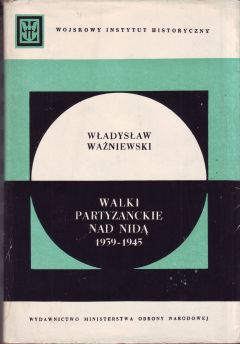 WOJSKOWY INSTYTUT HISTORYCZNY
WŁADYSŁAW
WAŻNIEWSKI
WALKI
PARTYZANCKIE
NAD NIDĄ
1939-1945
WYDAWNICTWO MINISTERSTWA OBRONY NARODOWEJ